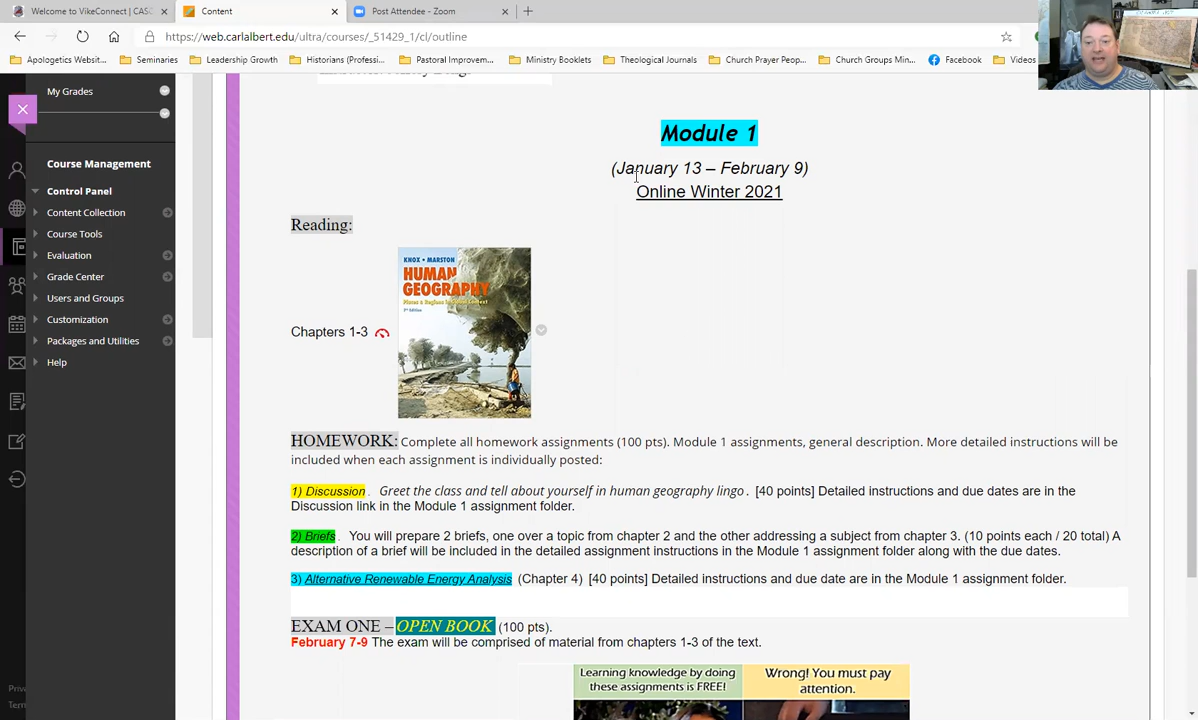 Welcome to VikeConnect | CASC
Content
Post Attendee - Zoom
https://web.carlalbert.edu/ultra/courses/_51429_1/cl/outline
Apologetics Websit...
Seminaries
Leadership Growth
Historians (Professi...
Pastoral Improvem...
Ministry Booklets
Theological Journals
Church Prayer Peop...
Church Groups Min...
Facebook
Videos
My Grades
Course Management
Control Panel
Content Collection
Course Tools
Evaluation
Grade Center
Users and Groups
Customization
Packages and Utilities
Help
Priv
Term
Module 1
(January 13 – February 9)
Online Winter 2021
Reading:
KNOX • MARSTON
HUMAN
GEOGRAPHY
Places & Regions in Global Context
Chapters 1-3
HOMEWORK: Complete all homework assignments (100 pts). Module 1 assignments, general description. More detailed instructions will be
included when each assignment is individually posted:
1) Discussion. Greet the class and tell about yourself in human geography lingo. [40 points] Detailed instructions and due dates are in the
Discussion link in the Module 1 assignment folder.
2) Briefs. You will prepare 2 briefs, one over a topic from chapter 2 and the other addressing a subject from chapter 3. (10 points each / 20 total) A
description of a brief will be included in the detailed assignment instructions in the Module 1 assignment folder along with the due dates.
3) Alternative Renewable Energy Analysis (Chapter 4) [40 points] Detailed instructions and due date are in the Module 1 assignment folder.
EXAM ONE – OPEN BOOK (100 pts).
February 7-9 The exam will be comprised of material from chapters 1-3 of the text.
Learning knowledge by doing
these assignments is FREE!
Wrong! You must pay
attention.